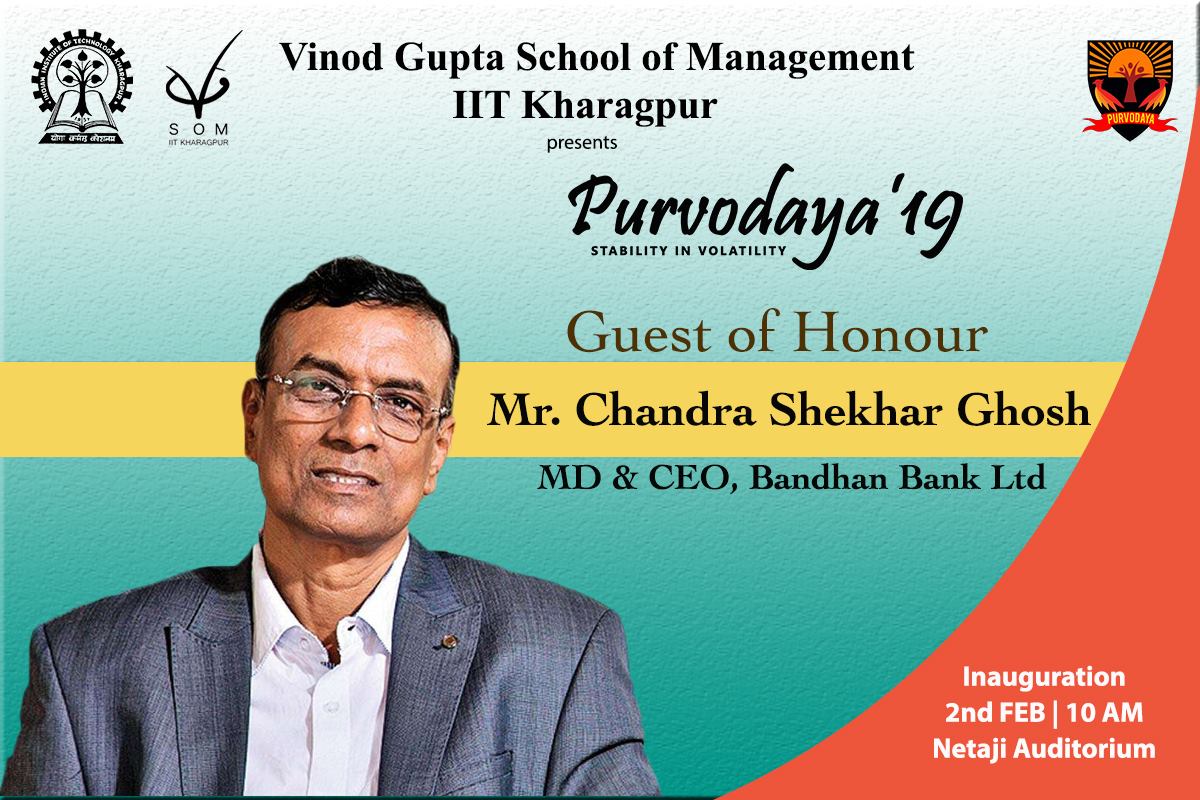 INDIAN INSTITUTE OF TECHNOLOGY KHARAGPUR
योगः कर्मसु कौशलम्
S O M
IIT KHARAGPUR
Vinod Gupta School of Management
IIT Kharagpur
presents
PURVODAYA
Purvodaya'19
STABILITY IN VOLATILITY
Guest of Honour
Mr. Chandra Shekhar Ghosh
MD & CEO, Bandhan Bank Ltd
Inauguration
2nd FEB | 10 AM
Netaji Auditorium